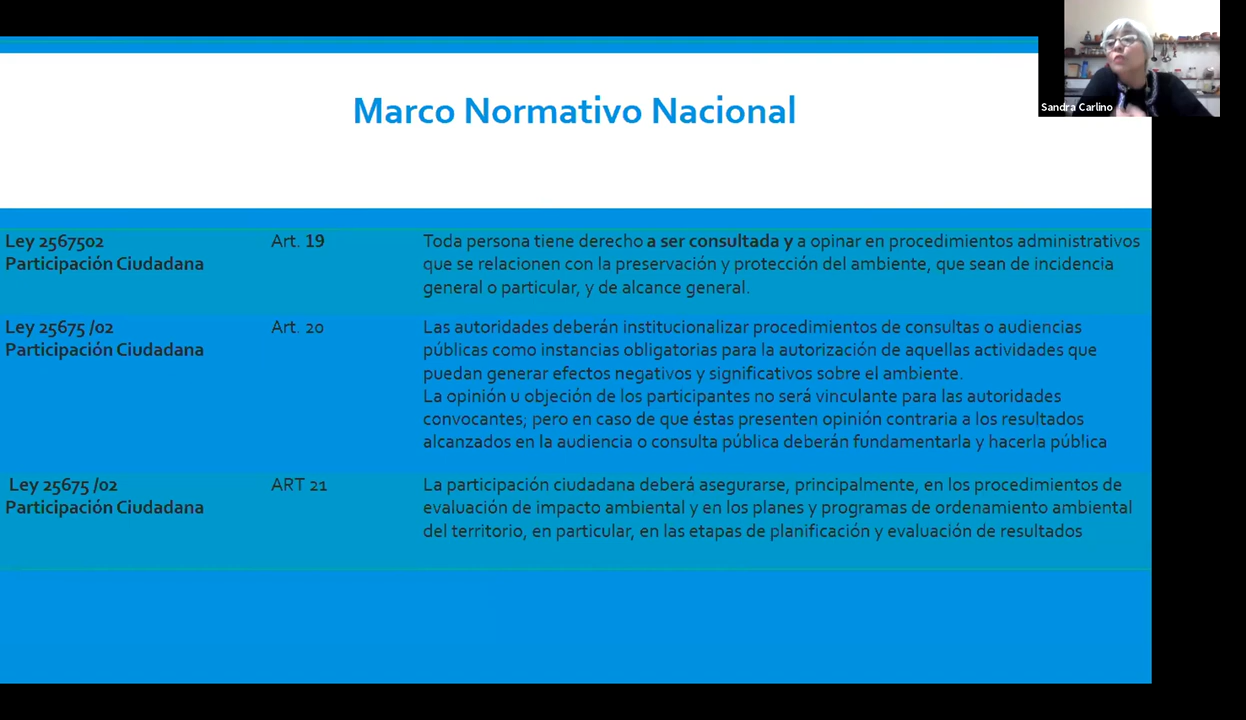 Marco Normativo Nacional
Sandra Carlino
Ley 2567502
Participación Ciudadana
Art. 19
Toda persona tiene derecho a ser consultada y a opinar en procedimientos administrativos
que se relacionen con la preservación y protección del ambiente, que sean de incidencia
general o particular, y de alcance general.
Ley 25675 /02
Participación Ciudadana
Art. 20
Las autoridades deberán institucionalizar procedimientos de consultas o audiencias
públicas como instancias obligatorias para la autorización de aquellas actividades que
puedan generar efectos negativos y significativos sobre el ambiente.
La opinión u objeción de los participantes no será vinculante para las autoridades
convocantes; pero en caso de que éstas presenten opinión contraria a los resultados
alcanzados en la audiencia o consulta pública deberán fundamentarla y hacerla pública
Ley 25675 /02
Participación Ciudadana
ART 21
La participación ciudadana deberá asegurarse, principalmente, en los procedimientos de
evaluación de impacto ambiental y en los planes y programas de ordenamiento ambiental
del territorio, en particular, en las etapas de planificación y evaluación de resultados